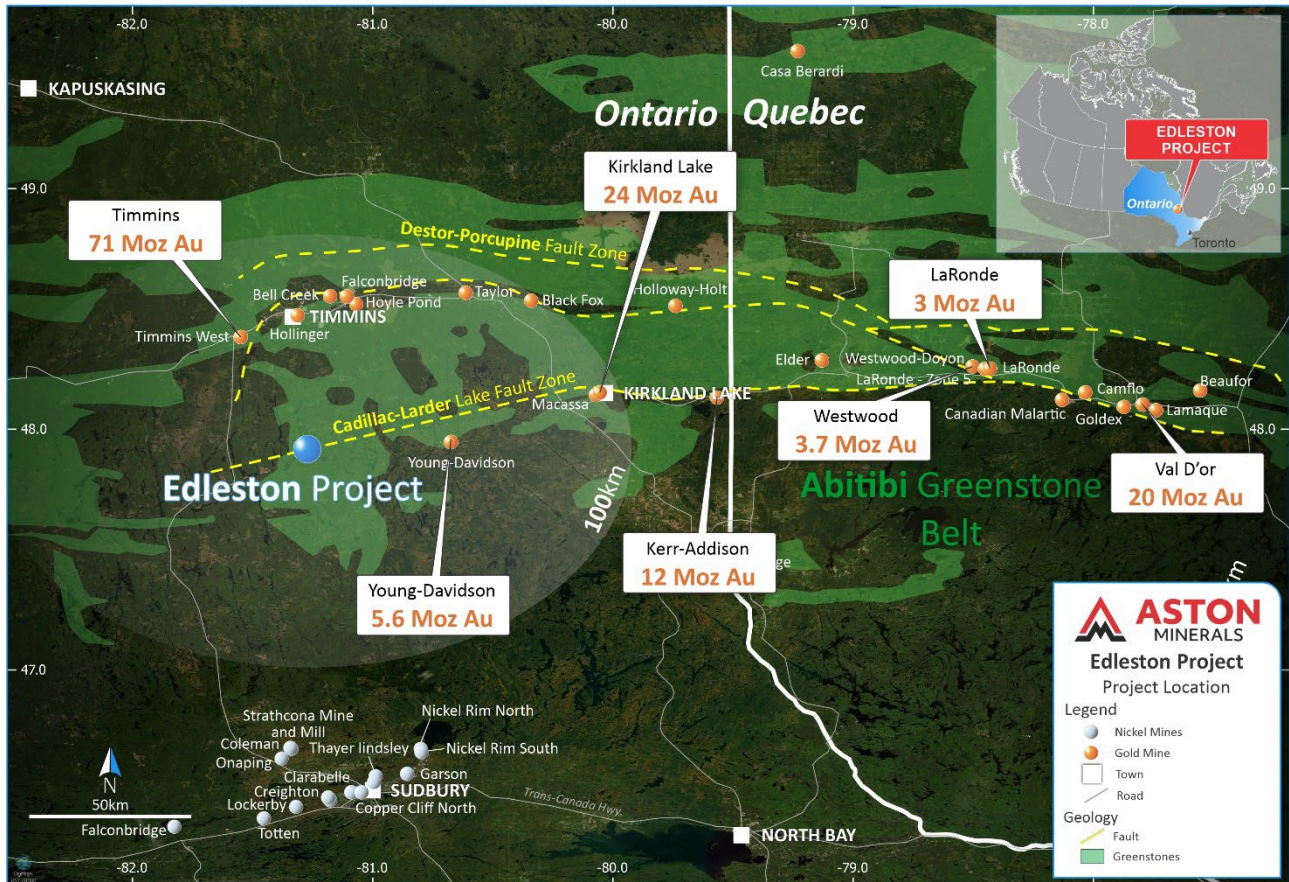 -82.0
-81.0
-80.0
-79.0
-78.0
KAPUSKASING
Casa Berardi
Ontario
Quebec
EDLESTON
PROJECT
Ontario
Toronto
49.0
49.0
Kirkland Lake
24 Moz Au
Timmins
71 Moz Au
Destor-Porcupine Fault Zone
Falconbridge
Bell Creek
Hoyle Pond
Taylor
Black Fox
Holloway-Holt
LaRonde
3 Moz Au
TIMMINS
Hollinger
Timmins West
Elder
Westwood-Doyon
LaRonde
LaRonde - Zone 5
Cadillac-Larder Lake Fault Zone
Macassa
KIRKLAND LAKE
Camflo
Beaufor
Canadian Malartic
Goldex
Lamaque
48.0
48.0
Westwood
3.7 Moz Au
Young-Davidson
Edleston Project
100km
Abitibi Greenstone
Belt
Val D'or
20 Moz Au
Kerr-Addison
12 Moz Au
Young-Davidson
5.6 Moz Au
47.0
ASTON
MINERALS
Edleston Project
Project Location
Legend
Nickel Mines
Gold Mine
Town
Road
Geology
Fault
Greenstones
Strathcona Mine
and Mill
Nickel Rim North
Coleman
Thayer lindsley
Nickel Rim South
Onaping
Clarabelle
Garson
Creighton
SUDBURY
Lockerby
Copper Cliff North
Totten
Falconbridge
Trans-Canada Hwy.
NORTH BAY
N
50km
-82.0
-81.0
-80.0
-79.0
-78.0